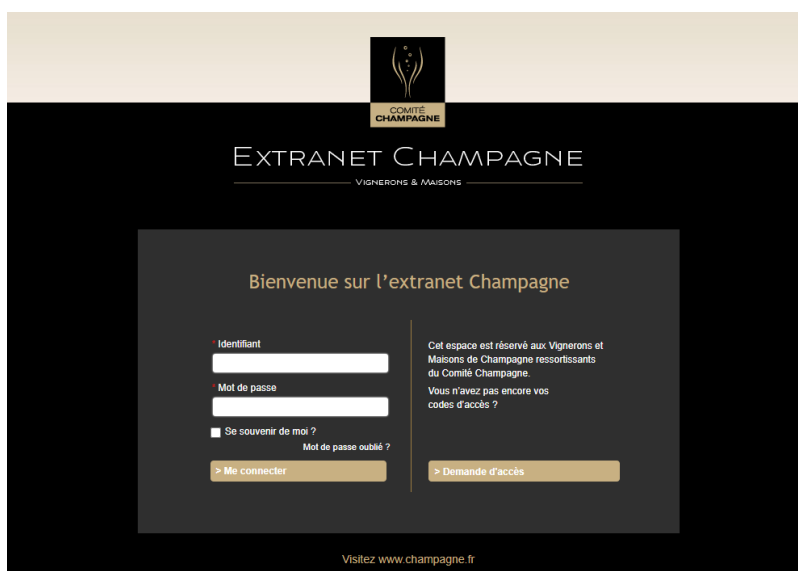 COMITÉ
CHAMPAGNE
EXTRANET CHAMPAGNE
VIGNERONS & MAISONS
Bienvenue sur l'extranet Champagne
* Identifiant
* Mot de passe
Se souvenir de moi ?
Mot de passe oublié ?
> Me connecter
Cet espace est réservé aux Vignerons et
Maisons de Champagne ressortissants
du Comité Champagne.
Vous n'avez pas encore vos
codes d'accès ?
> Demande d'accès
Visitez www.champagne.fr